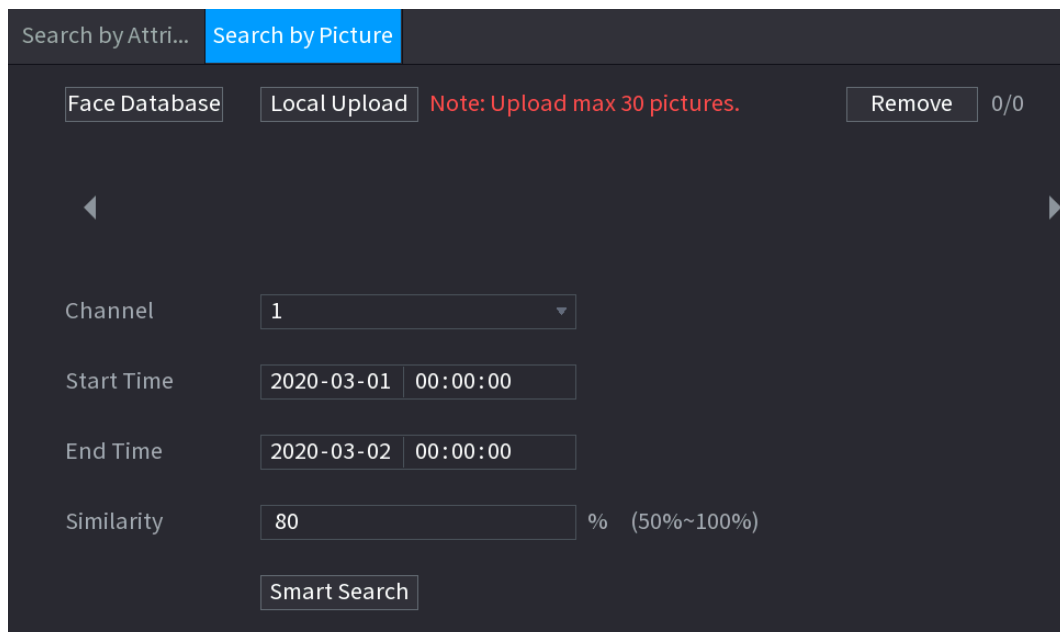 Search by Attri... Search by Picture
Face Database Local Upload Note: Upload max 30 pictures. Remove 0/0
Channel 1
Start Time 2020-03-01 00:00:00
End Time 2020-03-02 00:00:00
Similarity 80 % (50%~100%)
Smart Search